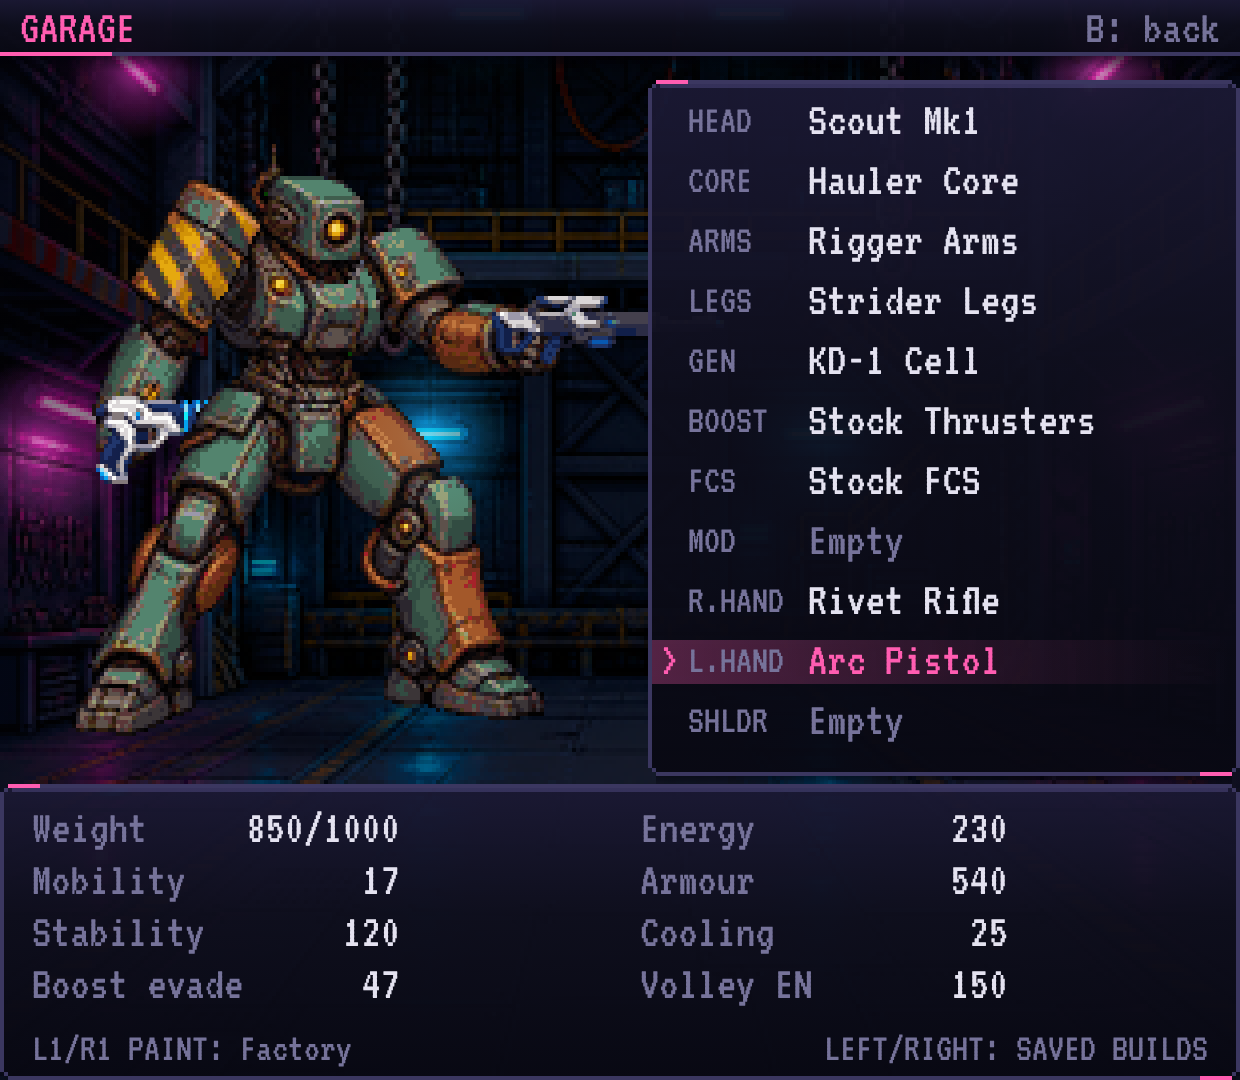 GARAGE B: back
HEAD Scout Mk1
CORE Hauler Core
ARMS Rigger Arms
LEGS Strider Legs
GEN KD-1 Cell
BOOST Stock Thrusters
FCS Stock FCS
MOD Empty
R.HAND Rivet Rifle
> L.HAND Arc Pistol
SHLDR Empty
Weight 850/1000 Energy 230
Mobility 17 Armour 540
Stability 120 Cooling 25
Boost evade 47 Volley EN 150
L1/R1 PAINT: Factory LEFT/RIGHT: SAVED BUILDS